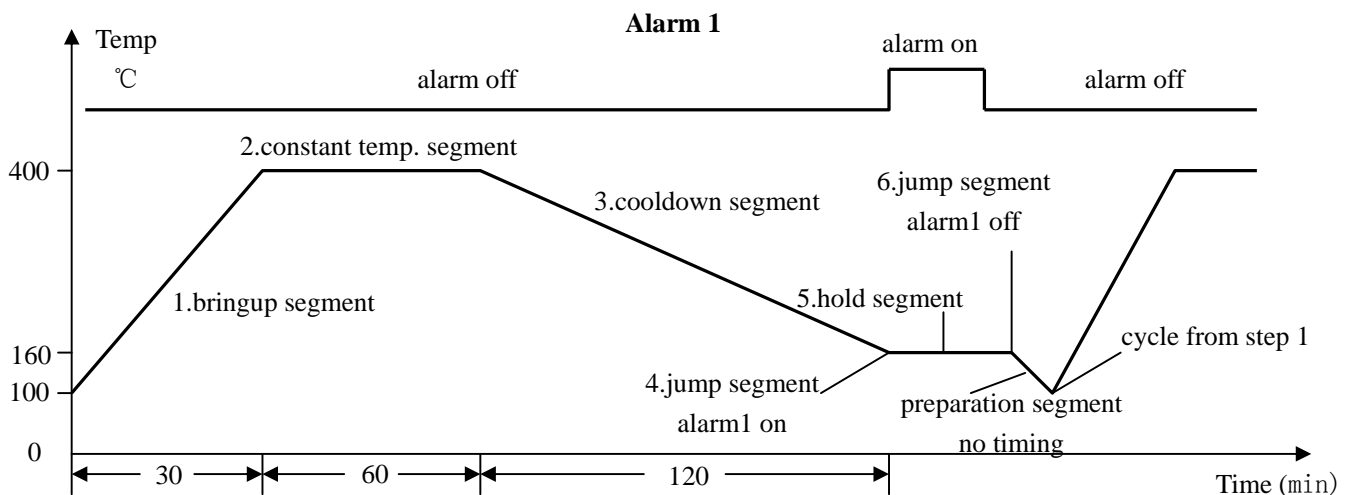 Alarm 1
Temp
℃
alarm off
alarm on
alarm off
2.constant temp. segment
400
3.cooldown segment
6.jump segment
alarm1 off
1.bringup segment
5.hold segment
160
cycle from step 1
4.jump segment
alarm1 on
100
preparation segment
no timing
0
30
60
120
Time (min)